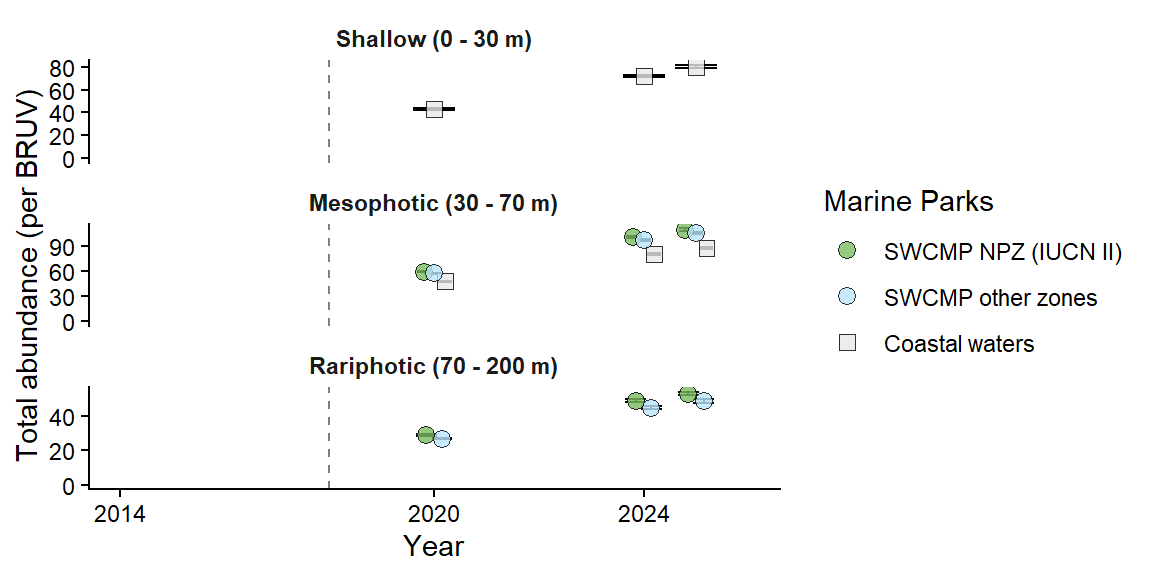 Shallow (0 - 30 m)
80
60
40
20
0
Mesophotic (30 - 70 m)
90
60
30
0
Rariphotic (70 - 200 m)
40
20
0
2014
2020
2024
Year
Total abundance (per BRUV)
Marine Parks
SWCMP NPZ (IUCN II)
SWCMP other zones
Coastal waters